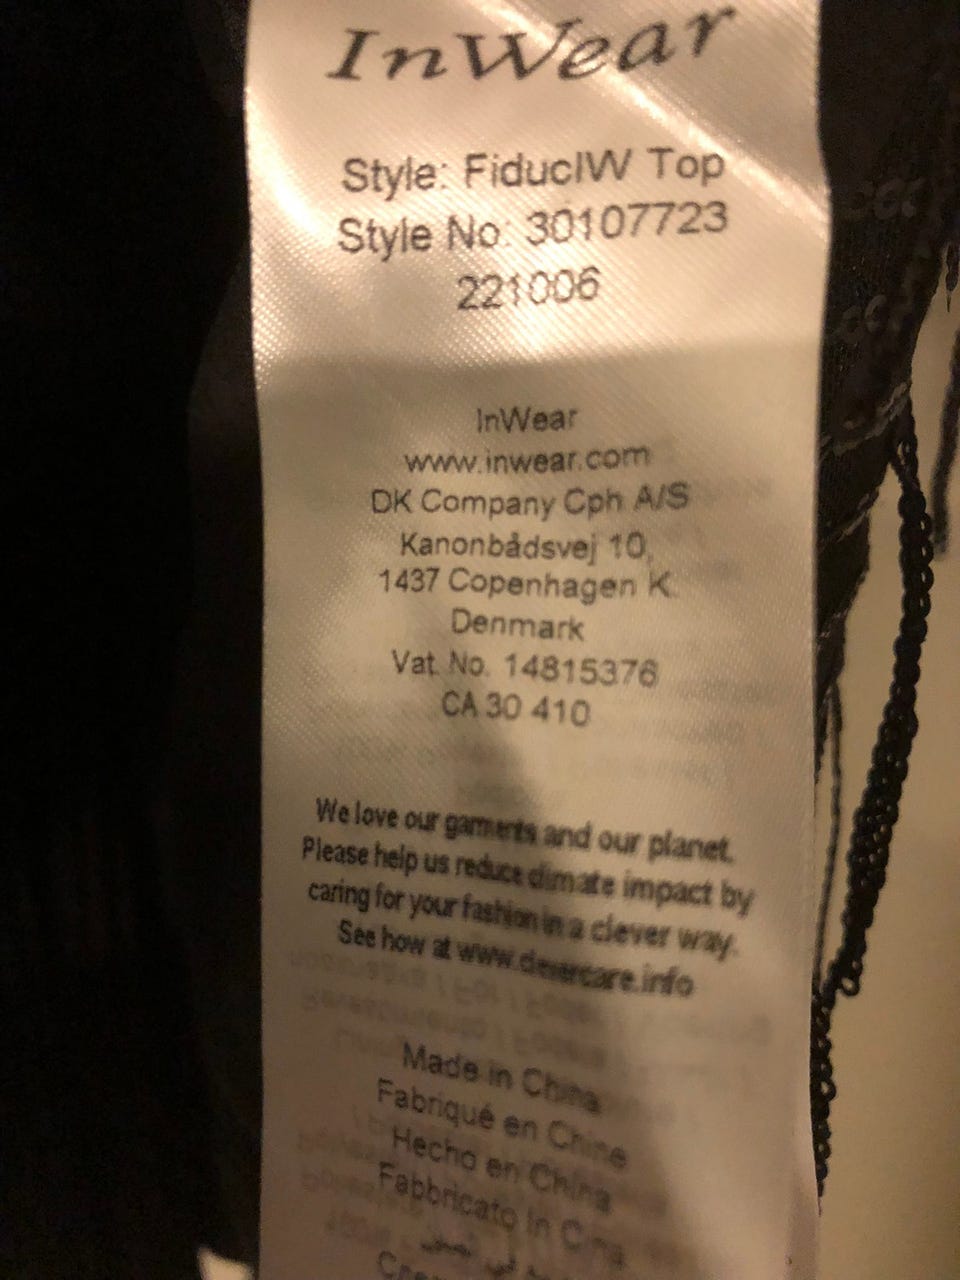 InWear
Style: FiducIW Top
Style No: 30107723
221006
InWear
www.inwear.com
DK Company Cph A/S
Kanonbådsvej 10,
1437 Copenhagen K.
Denmark
Vat. No. 14815376
CA 30 410
We love our garments and our planet.
Please help us reduce climate impact by
caring for your fashion in a clever way.
See how at www.clevercare.info
Made in China
Fabriqué en Chine
Hecho en China
Fabbricato In Cina